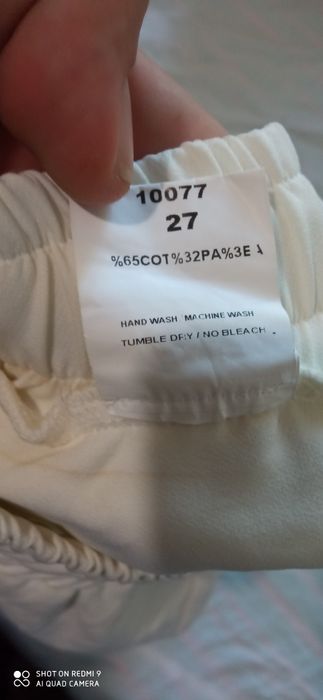 10077
27
%65COT%32PA%3E
HAND WASH MACHINE WASH
TUMBLE DRY / NO BLEACH
SHOT ON REDMI 9
AI QUAD CAMERA